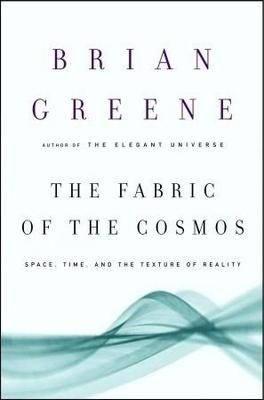 BRIAN
GREENE
AUTHOR OF THE ELEGANT UNIVERSE
THE FABRIC
OF THE COSMOS
SPACE, TIME, AND THE TEXTURE OF REALITY